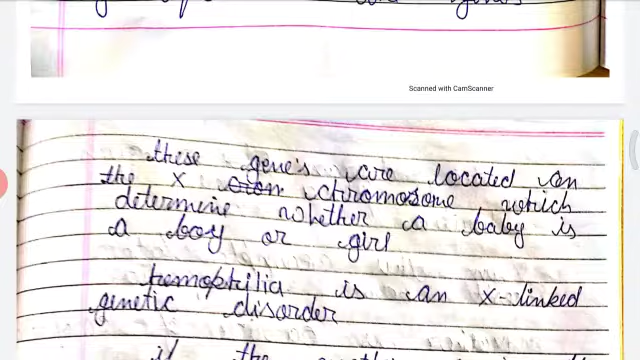 Scanned with CamScanner
these gene's are located on
the X chromosome which
determine whether a baby is
a boy or girl
hemophilia is an X-linked
genetic disorder
if the